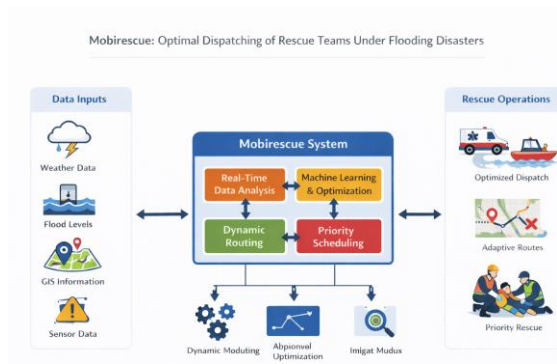 Mobirescue: Optimal Dispatching of Rescue Teams Under Flooding Disasters
Data Inputs
Weather Data
Flood Levels
GIS Information
Sensor Data
Mobirescue System
Real-Time
Data Analysis
Machine Learning
& Optimization
Dynamic
Routing
Priority
Scheduling
Dynamic Moduting
Abpionvol
Optimization
Imigat Mudux
Rescue Operations
Optimized Dispatch
Adaptive Routes
Priority Rescue